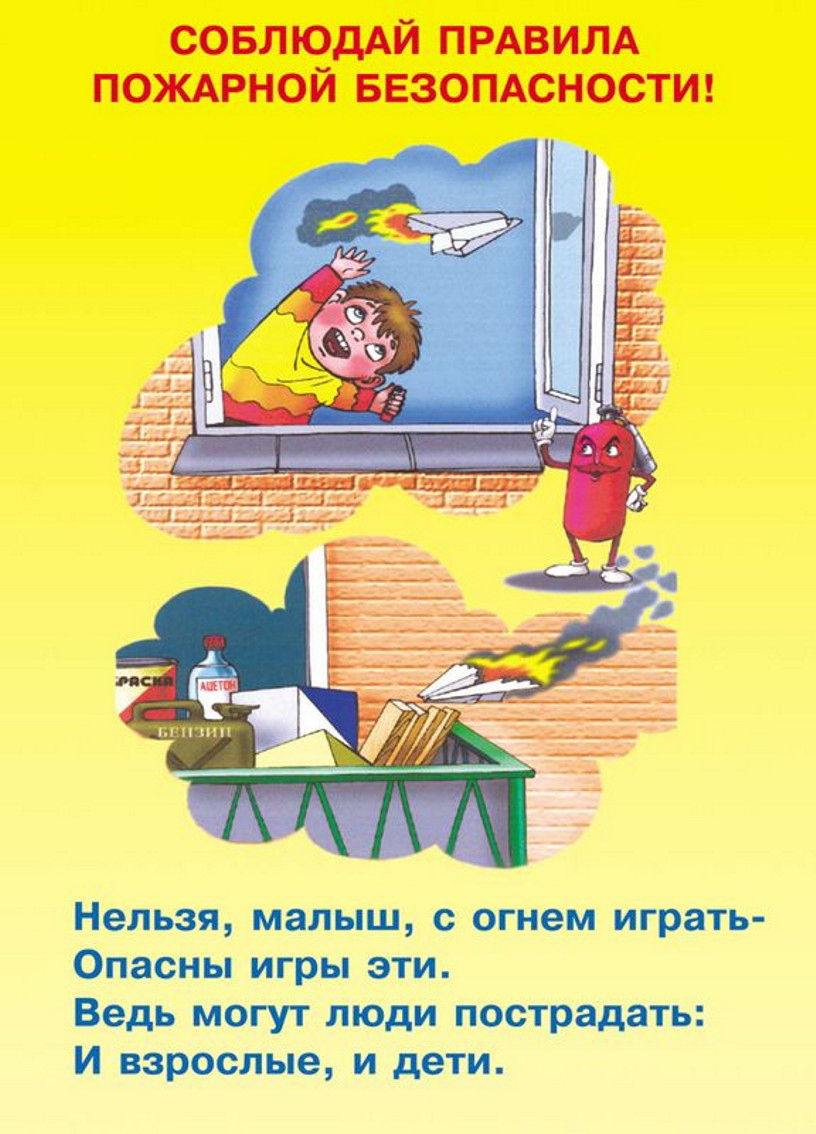 СОБЛЮДАЙ ПРАВИЛА
ПОЖАРНОЙ БЕЗОПАСНОСТИ!
РАСКА
АЦЕТОН
БЕНЗИН
Нельзя, малыш, с огнем играть-
Опасны игры эти.
Ведь могут люди пострадать:
И взрослые, и дети.